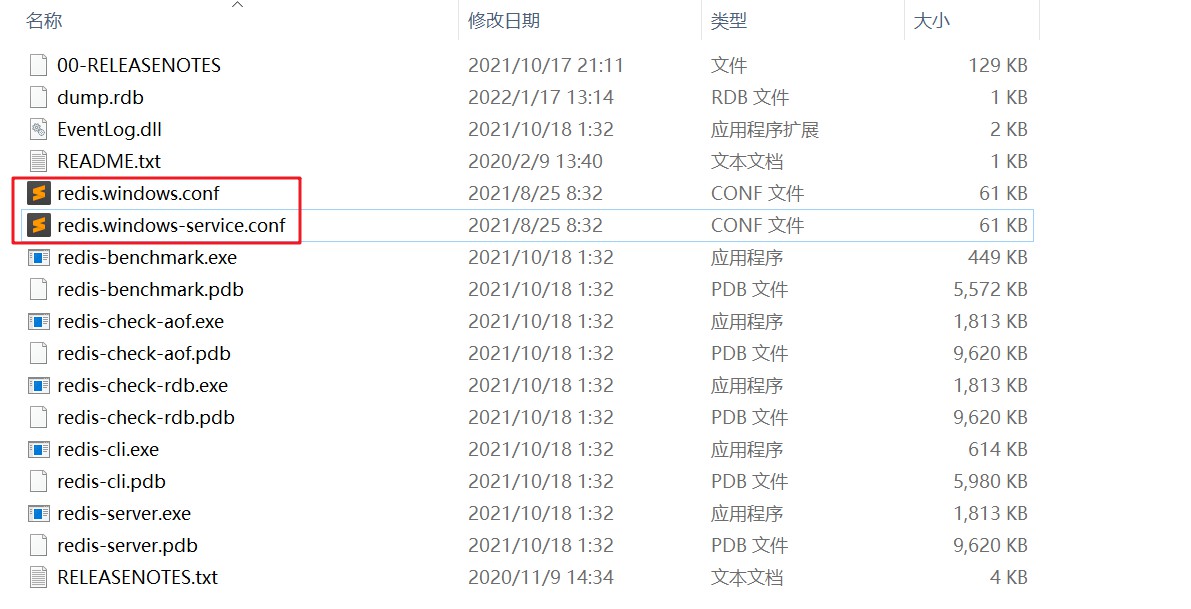 名称 修改日期 类型 大小
00-RELEASENOTES 2021/10/17 21:11 文件 129 KB
dump.rdb 2022/1/17 13:14 RDB 文件 1 KB
EventLog.dll 2021/10/18 1:32 应用程序扩展 2 KB
README.txt 2020/2/9 13:40 文本文档 1 KB
redis.windows.conf 2021/8/25 8:32 CONF 文件 61 KB
redis.windows-service.conf 2021/8/25 8:32 CONF 文件 61 KB
redis-benchmark.exe 2021/10/18 1:32 应用程序 449 KB
redis-benchmark.pdb 2021/10/18 1:32 PDB 文件 5,572 KB
redis-check-aof.exe 2021/10/18 1:32 应用程序 1,813 KB
redis-check-aof.pdb 2021/10/18 1:32 PDB 文件 9,620 KB
redis-check-rdb.exe 2021/10/18 1:32 应用程序 1,813 KB
redis-check-rdb.pdb 2021/10/18 1:32 PDB 文件 9,620 KB
redis-cli.exe 2021/10/18 1:32 应用程序 614 KB
redis-cli.pdb 2021/10/18 1:32 PDB 文件 5,980 KB
redis-server.exe 2021/10/18 1:32 应用程序 1,813 KB
redis-server.pdb 2021/10/18 1:32 PDB 文件 9,620 KB
RELEASENOTES.txt 2020/11/9 14:34 文本文档 4 KB